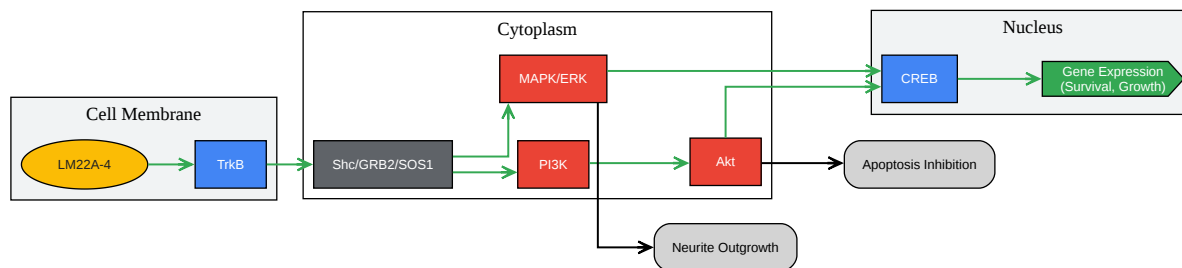 Cell Membrane
LM22A-4
TrkB
Cytoplasm
Shc/GRB2/SOS1
MAPK/ERK
PI3K
Akt
Nucleus
CREB
Gene Expression
(Survival, Growth)
Apoptosis Inhibition
Neurite Outgrowth